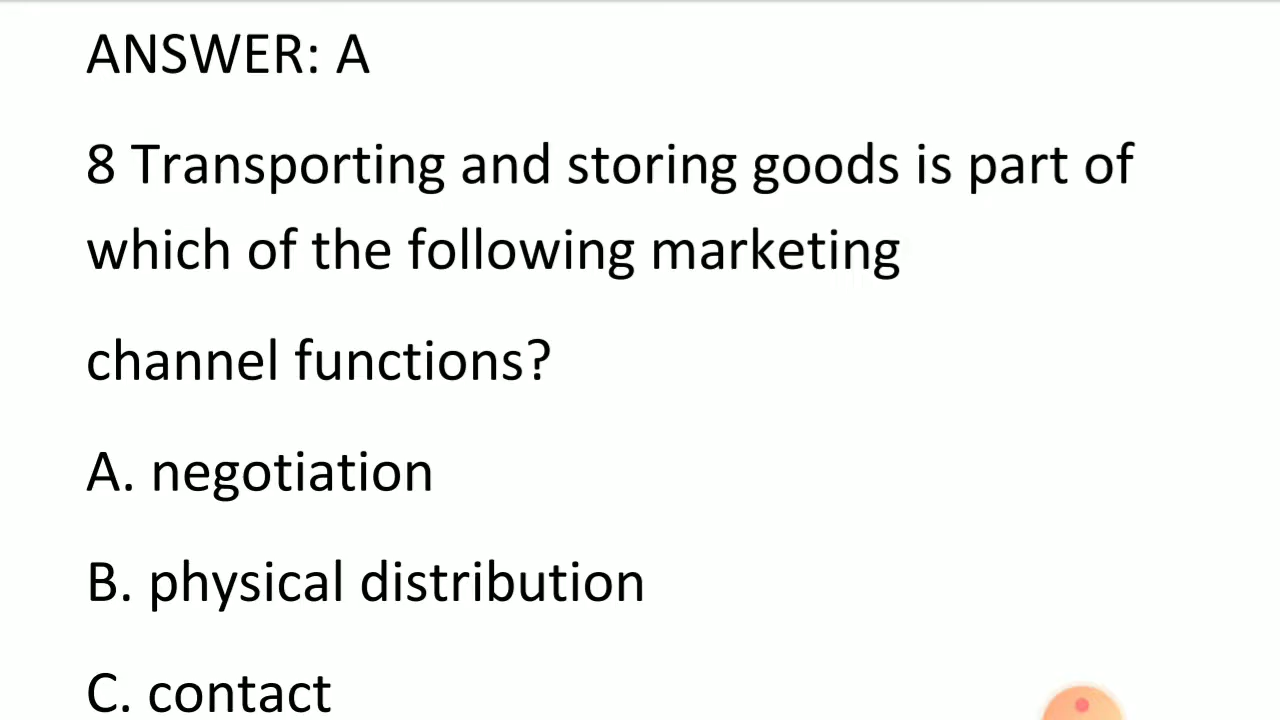 ANSWER: A
8 Transporting and storing goods is part of
which of the following marketing
channel functions?
A. negotiation
B. physical distribution
C. contact